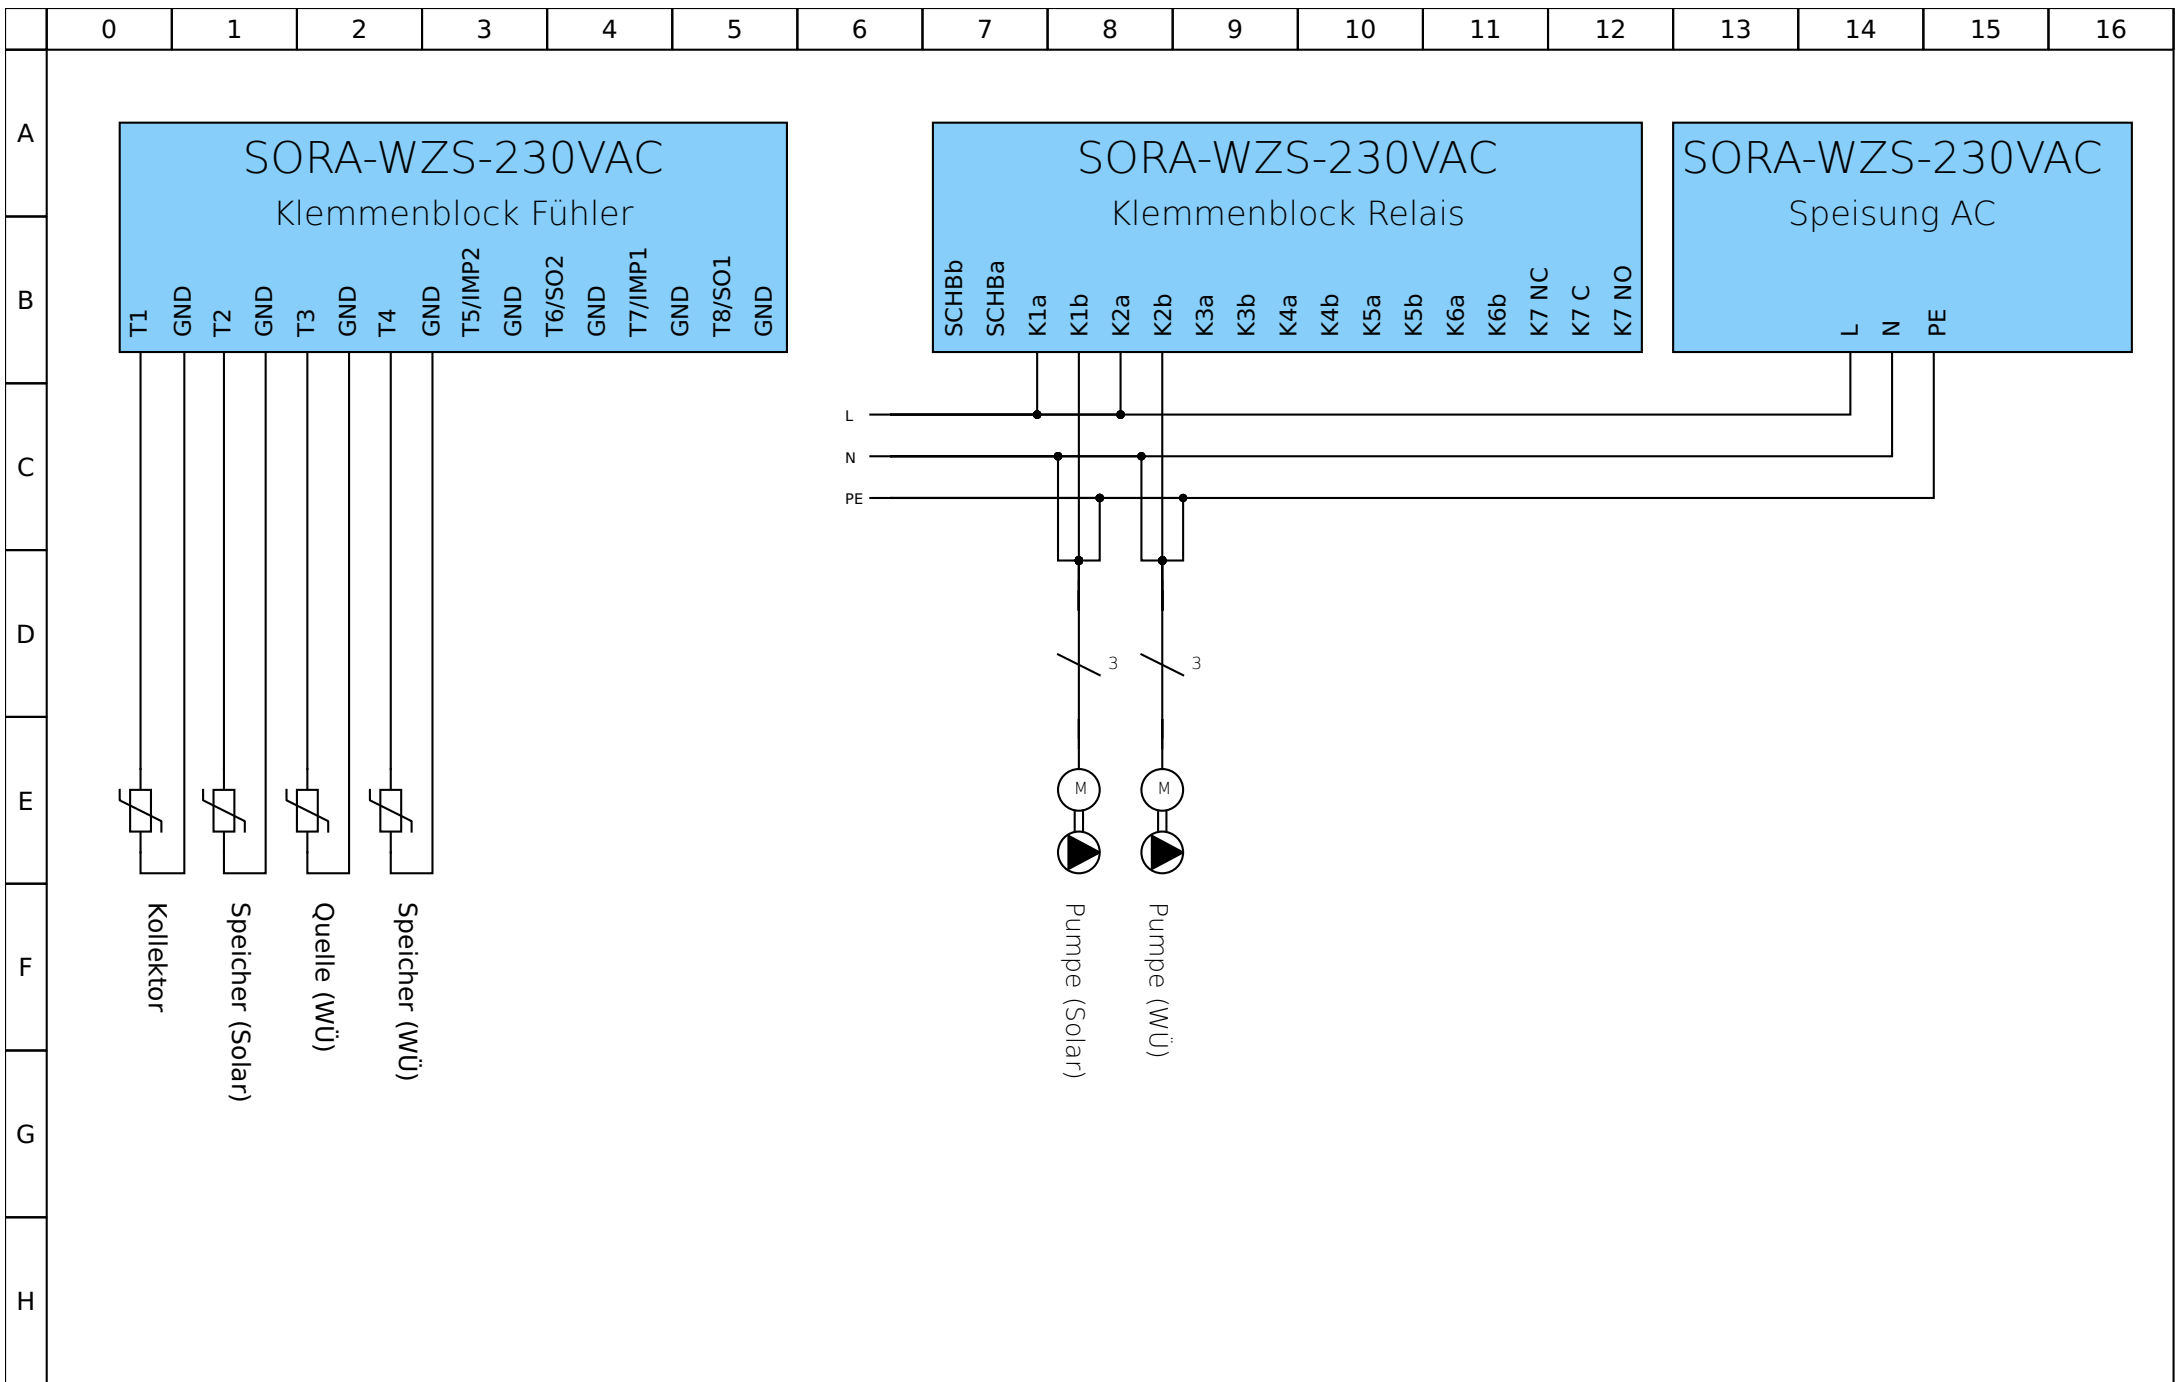 0 1 2 3 4 5 6 7 8 9 10 11 12 13 14 15 16
A
B
C
D
E
F
G
H
SORA-WZS-230VAC
Klemmenblock Fühler
T1
GND
T2
GND
T3
GND
T4
GND
T5/IMP2
GND
T6/SO2
GND
T7/IMP1
GND
T8/SO1
GND
SORA-WZS-230VAC
Klemmenblock Relais
SCHBb
SCHBa
K1a
K1b
K2a
K2b
K3a
K3b
K4a
K4b
K5a
K5b
K6a
K6b
K7 NC
K7 C
K7 NO
SORA-WZS-230VAC
Speisung AC
L
N
PE
L
N
PE
3
3
M
M
Kollektor
Speicher (Solar)
Quelle (WÜ)
Speicher (WÜ)
Pumpe (Solar)
Pumpe (WÜ)